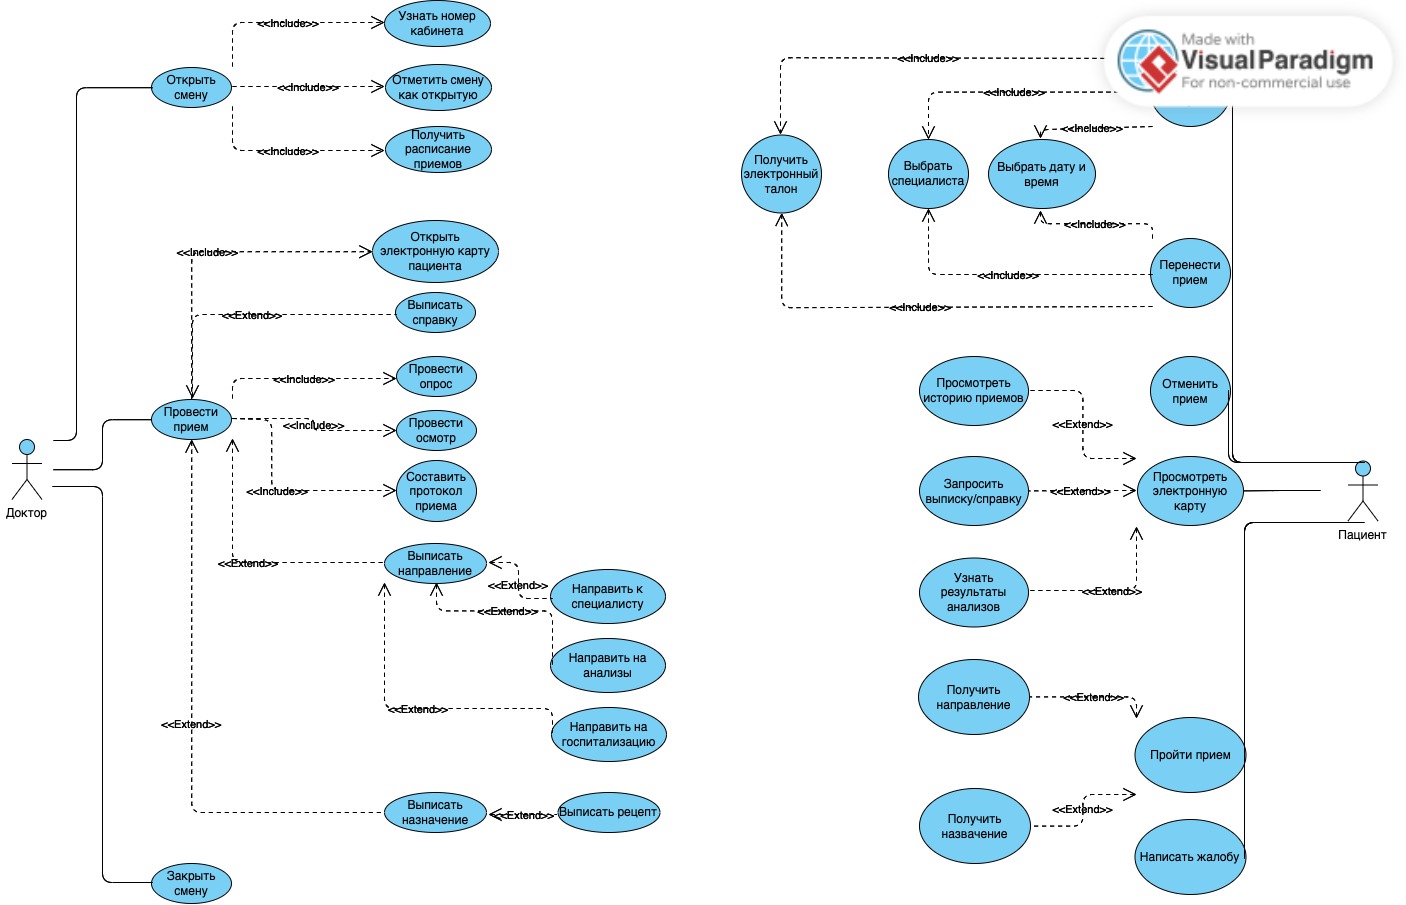 Узнать номер
кабинета
<<Include>>
Открыть
смену
<<Include>>
Отметить смену
как открытую
<<Include>>
Получить
расписание
приемов
<<Include>>
Открыть
электронную карту
пациента
<<Extend>>
Выписать
справку
<<Include>>
Провести
опрос
Провести
прием
<<Include>>
Провести
осмотр
<<Include>>
Составить
протокол
приема
Доктор
<<Extend>>
Выписать
направление
<<Extend>>
Направить к
специалисту
<<Extend>>
Направить на
анализы
<<Extend>>
Направить на
госпитализацию
<<Extend>>
Выписать
назначение
<<Extend>>
Выписать рецепт
Закрыть
смену
Made with
Visual Paradigm
For non-commercial use
<<Include>>
<<Include>>
<<Include>>
Получить
электронный
талон
Выбрать
специалиста
Выбрать дату и
время
<<Include>>
<<Include>>
<<Include>>
Перенести
прием
Просмотреть
историю приемов
<<Extend>>
Отменить
прием
Запросить
выписку/справку
<<Extend>>
Просмотреть
электронную
карту
Пациент
Узнать
результаты
анализов
<<Extend>>
Получить
направление
<<Extend>>
Пройти прием
<<Extend>>
Получить
назвачение
Написать жалобу